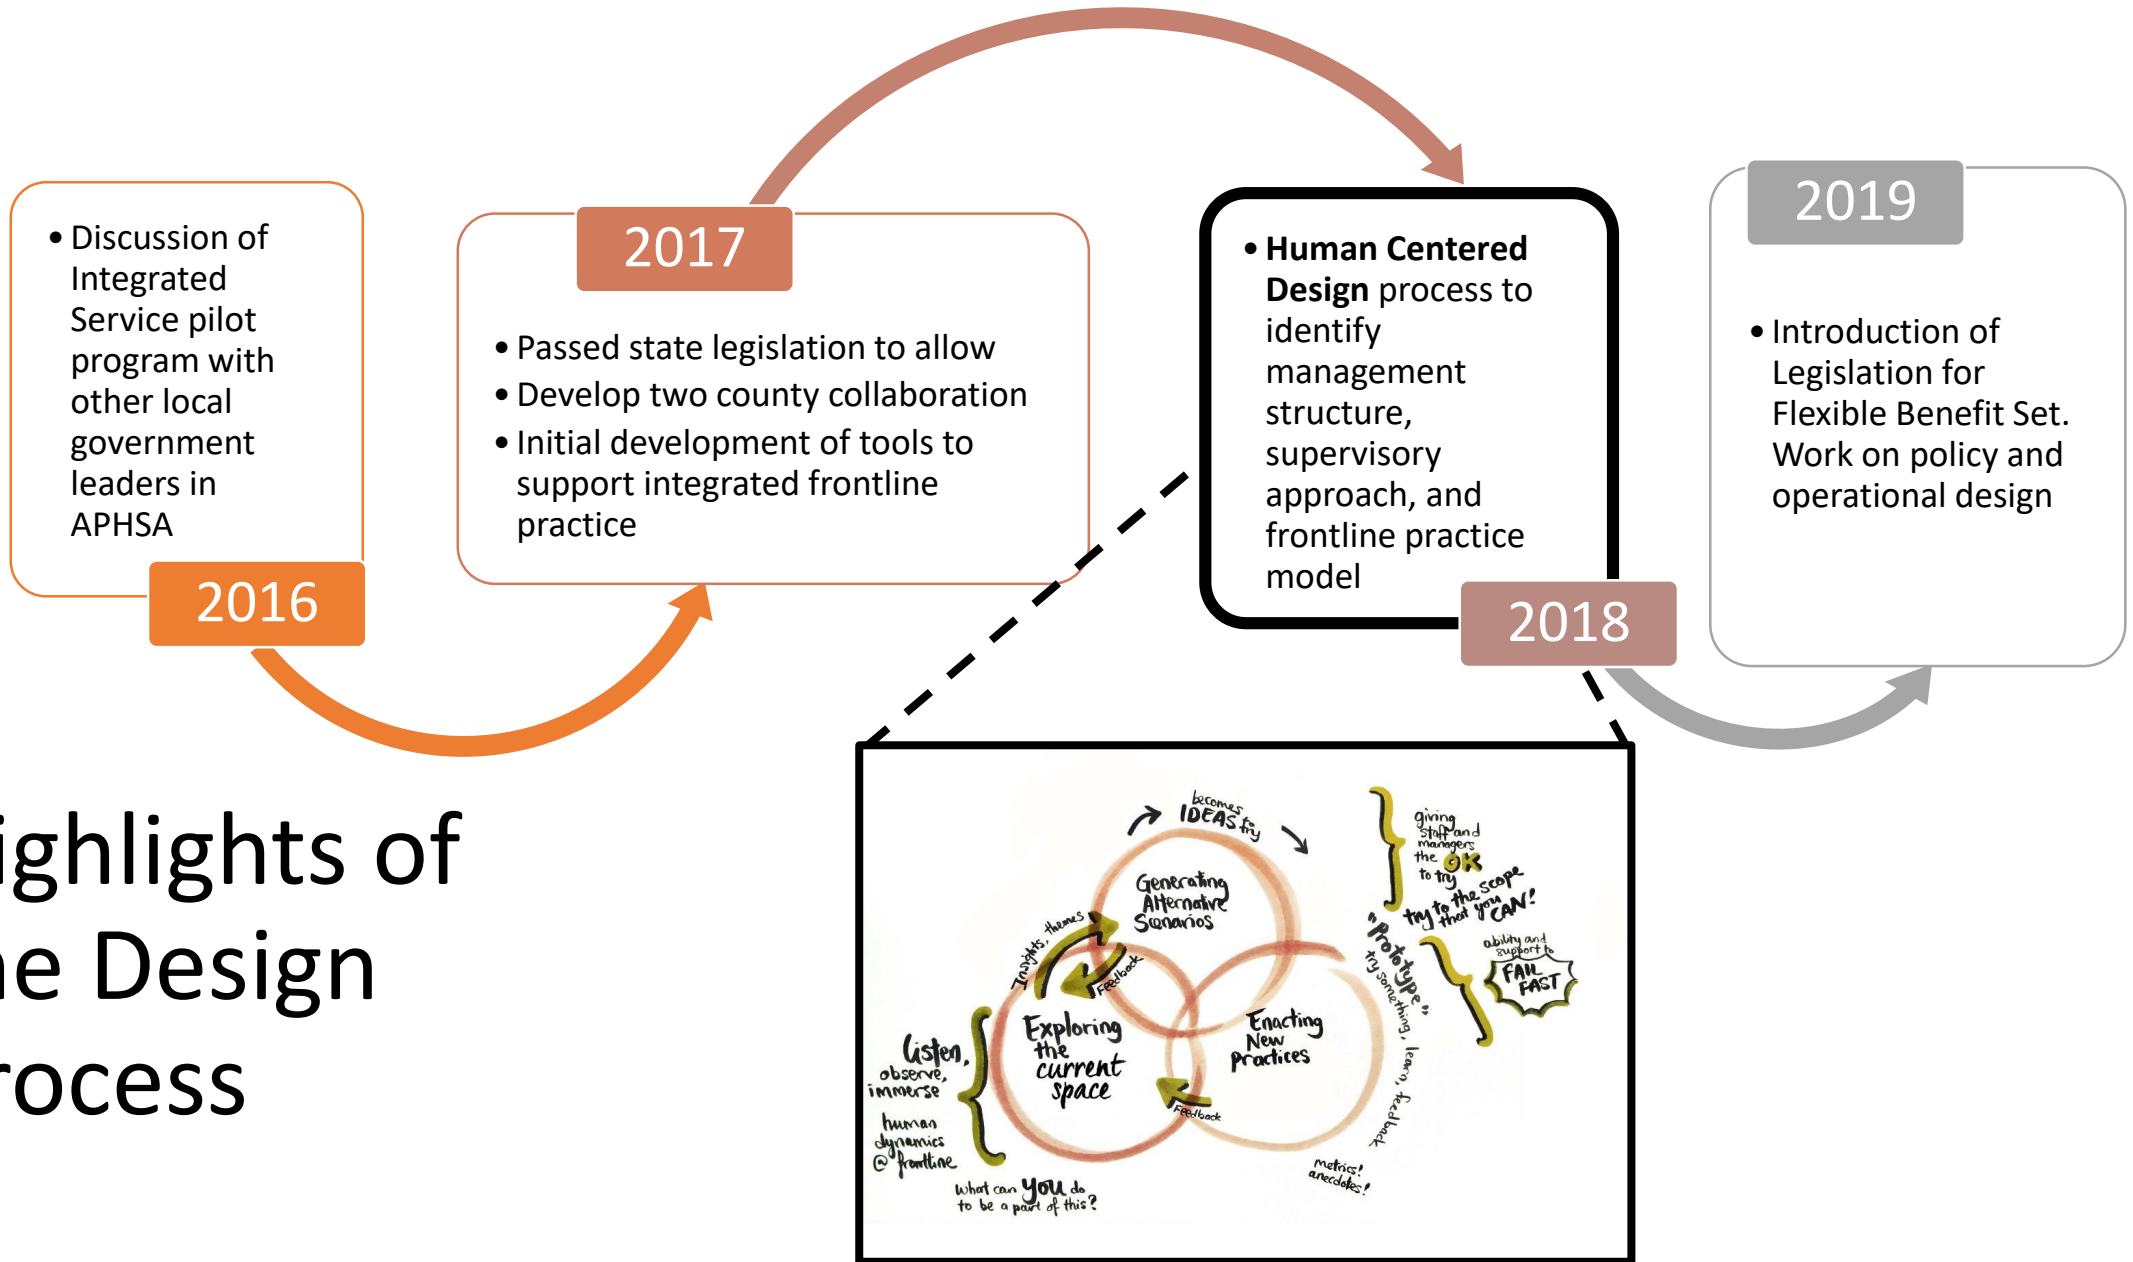 • Discussion of
Integrated
Service pilot
program with
other local
government
leaders in
APHSA
2016
2017
• Passed state legislation to allow
• Develop two county collaboration
• Initial development of tools to
support integrated frontline
practice
• Human Centered
Design process to
identify
management
structure,
supervisory
approach, and
frontline practice
model
2018
2019
• Introduction of
Legislation for
Flexible Benefit Set.
Work on policy and
operational design
ighlights of
ne Design
rocess
becomes
IDEAS to try
Generating
Alternative
Scenarios
Insights, themes
Feedback
Exploring
the
current
space
Enacting
New
Practices
Feedback
Listen,
observe,
immerse
human
dynamics
@ frontline
What can YOU do
to be a part of this?
giving
staff and
managers
the OK
to try
try to the scope
that you CAN!
"Prototype"
try something, learn, feedback
ability and
support to
FAIL
FAST
metrics!
anecdotes!